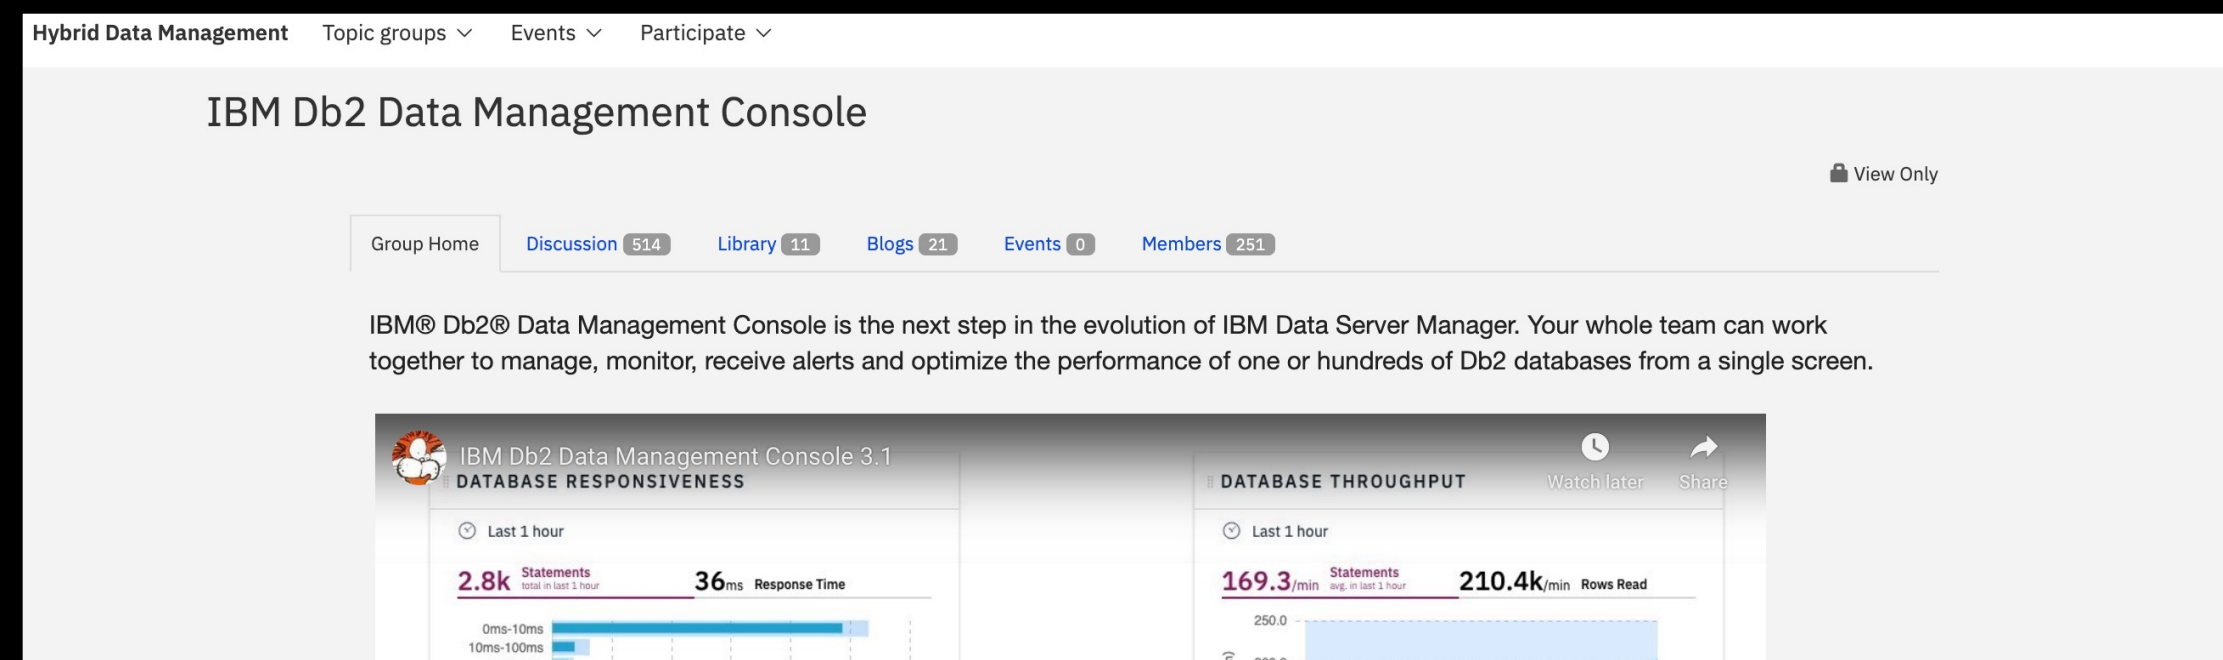 Hybrid Data Management Topic groups Events Participate
IBM Db2 Data Management Console
View Only
Group Home Discussion 514 Library 11 Blogs 21 Events 0 Members 251
IBM® Db2® Data Management Console is the next step in the evolution of IBM Data Server Manager. Your whole team can work
together to manage, monitor, receive alerts and optimize the performance of one or hundreds of Db2 databases from a single screen.
IBM Db2 Data Management Console 3.1
Watch later Share
DATABASE RESPONSIVENESS
Last 1 hour
2.8k Statements total in last 1 hour 36ms Response Time
0ms-10ms
10ms-100ms
DATABASE THROUGHPUT
Last 1 hour
169.3/min Statements avg. in last 1 hour 210.4k/min Rows Read
250.0